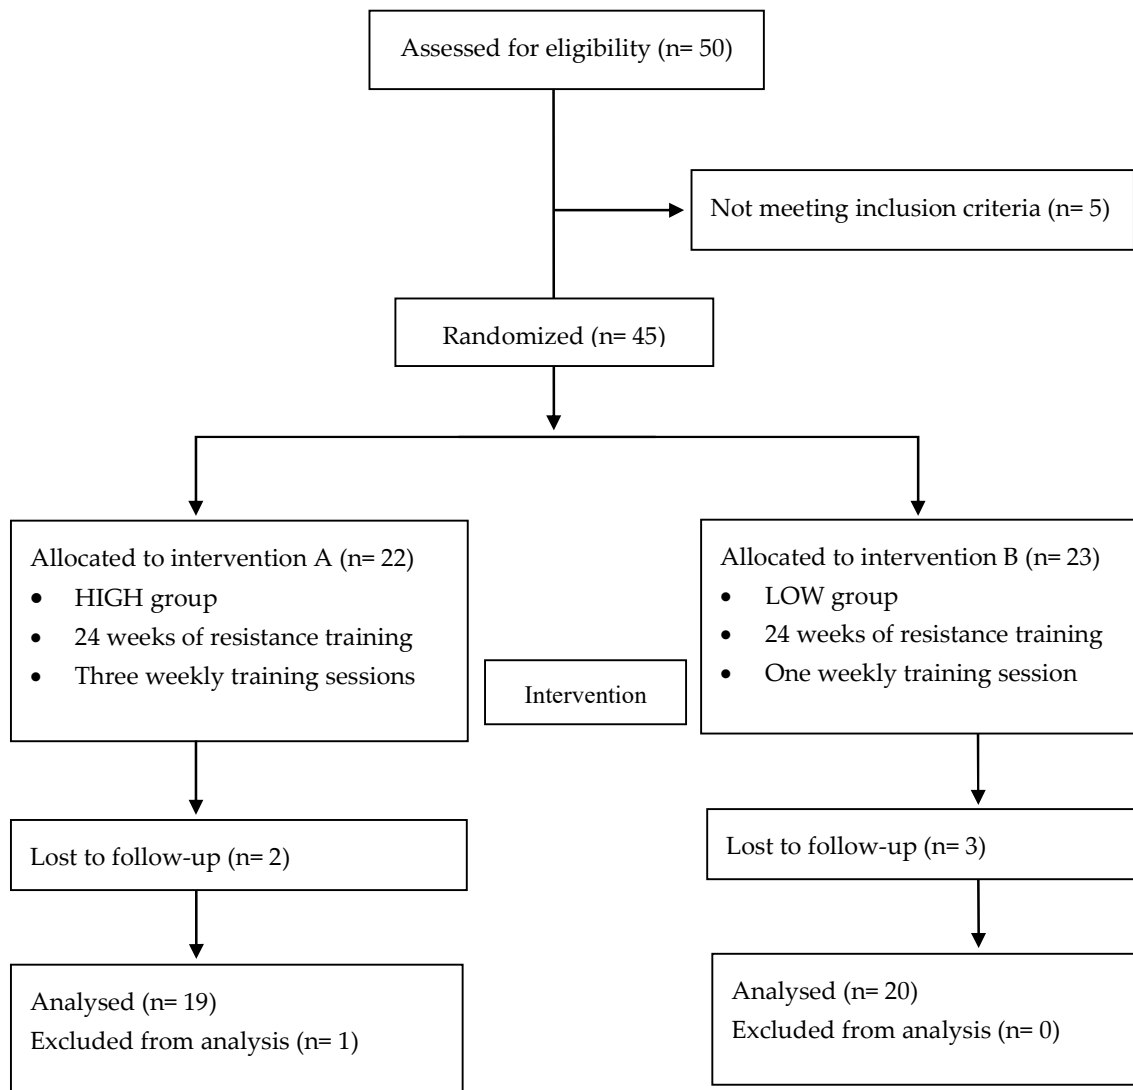 Assessed for eligibility (n= 50)
Not meeting inclusion criteria (n= 5)
Randomized (n= 45)
Allocated to intervention A (n= 22)
• HIGH group
• 24 weeks of resistance training
• Three weekly training sessions
Allocated to intervention B (n= 23)
• LOW group
• 24 weeks of resistance training
• One weekly training session
Intervention
Lost to follow-up (n= 2)
Lost to follow-up (n= 3)
Analysed (n= 19)
Excluded from analysis (n= 1)
Analysed (n= 20)
Excluded from analysis (n= 0)